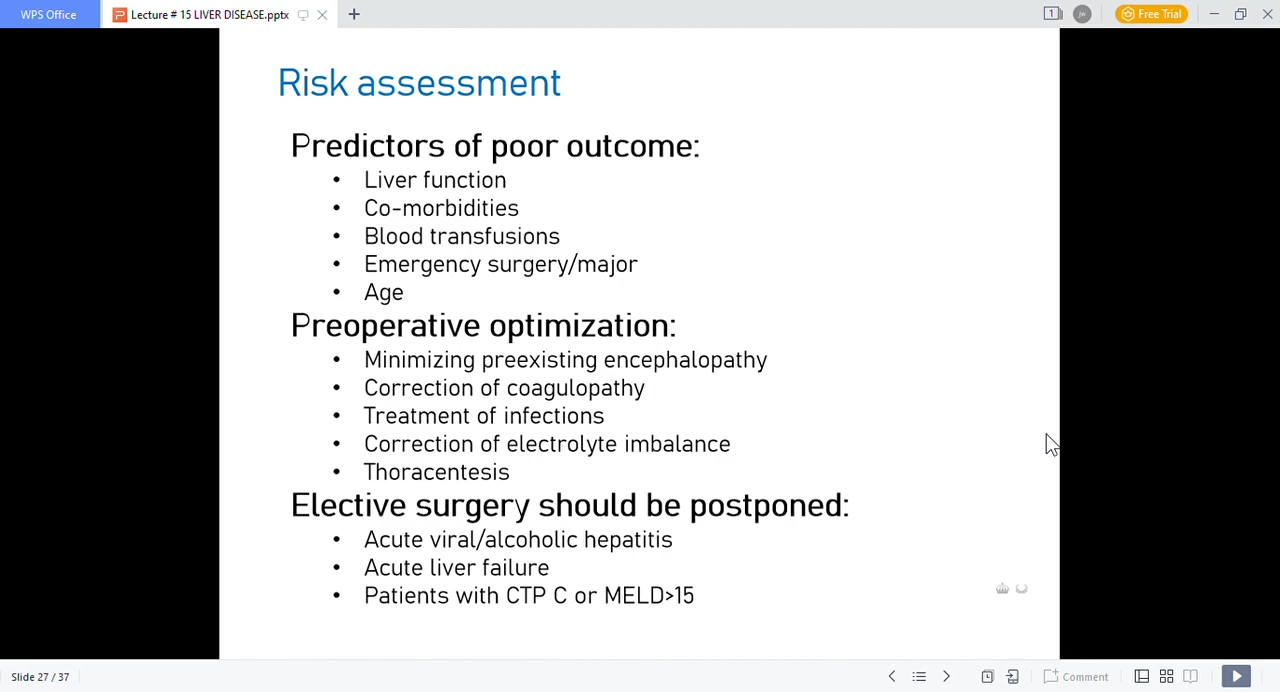 WPS Office
Lecture # 15 LIVER DISEASE.pptx
1
jw
Free Trial
Risk assessment
Predictors of poor outcome:
• Liver function
• Co-morbidities
• Blood transfusions
• Emergency surgery/major
• Age
Preoperative optimization:
• Minimizing preexisting encephalopathy
• Correction of coagulopathy
• Treatment of infections
• Correction of electrolyte imbalance
• Thoracentesis
Elective surgery should be postponed:
• Acute viral/alcoholic hepatitis
• Acute liver failure
• Patients with CTP C or MELD>15
Slide 27 / 37
Comment